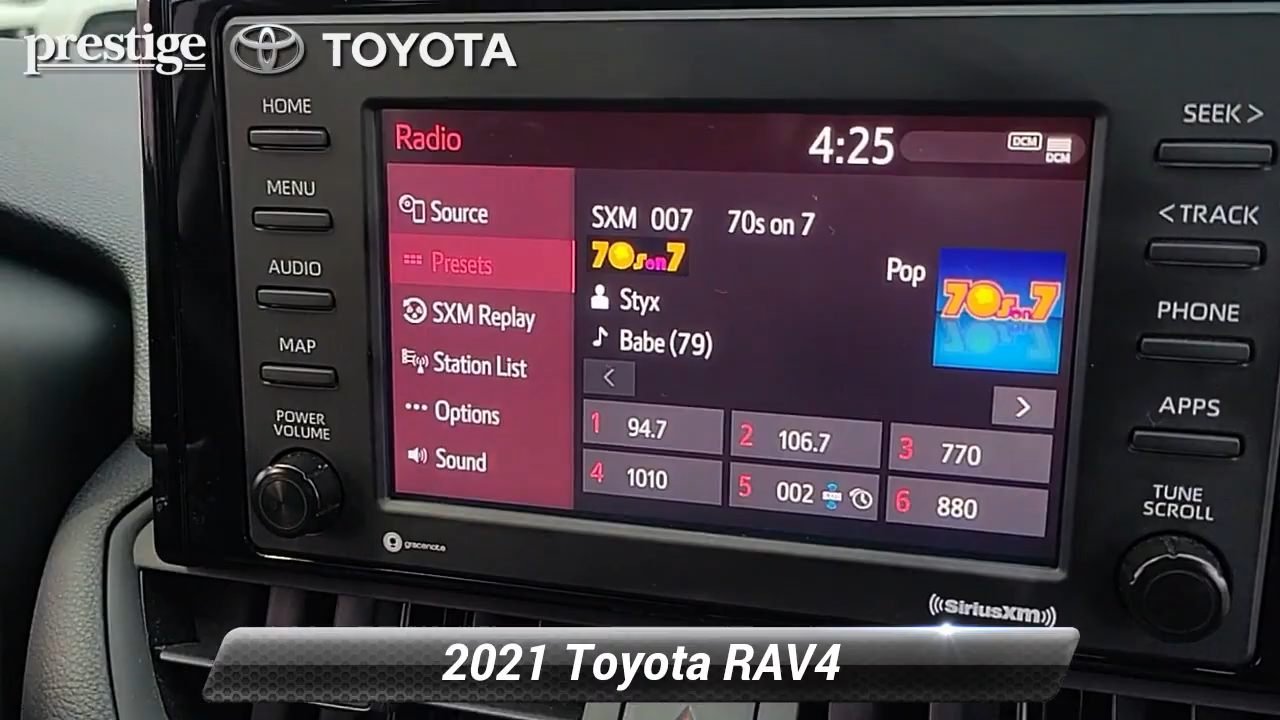 prestige TOYOTA
HOME
MENU
AUDIO
MAP
POWER
VOLUME
Radio
4:25
DCM
DCM
Source
Presets
SXM Replay
Station List
Options
Sound
SXM 007 70s on 7
70s on 7
Styx
Babe (79)
Pop
70s on 7
<
>
1 94.7
2 106.7
3 770
4 1010
5 002 SXM
6 880
SEEK >
< TRACK
PHONE
APPS
TUNE
SCROLL
gracenote
((SiriusXM))
2021 Toyota RAV4